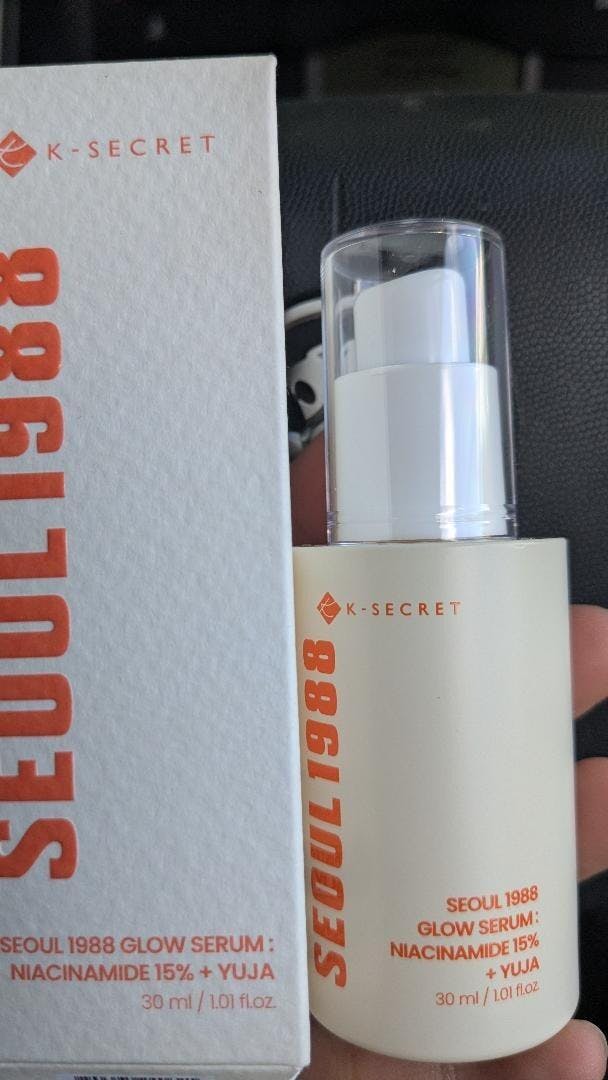 K-SECRET
SEOUL 1988
SEOUL 1988 GLOW SERUM :
NIACINAMIDE 15% + YUJA
30 ml / 1.01 fl.oz.
K-SECRET
SEOUL 1988
SEOUL 1988
GLOW SERUM :
NIACINAMIDE 15%
+ YUJA
30 ml / 1.01 fl.oz.